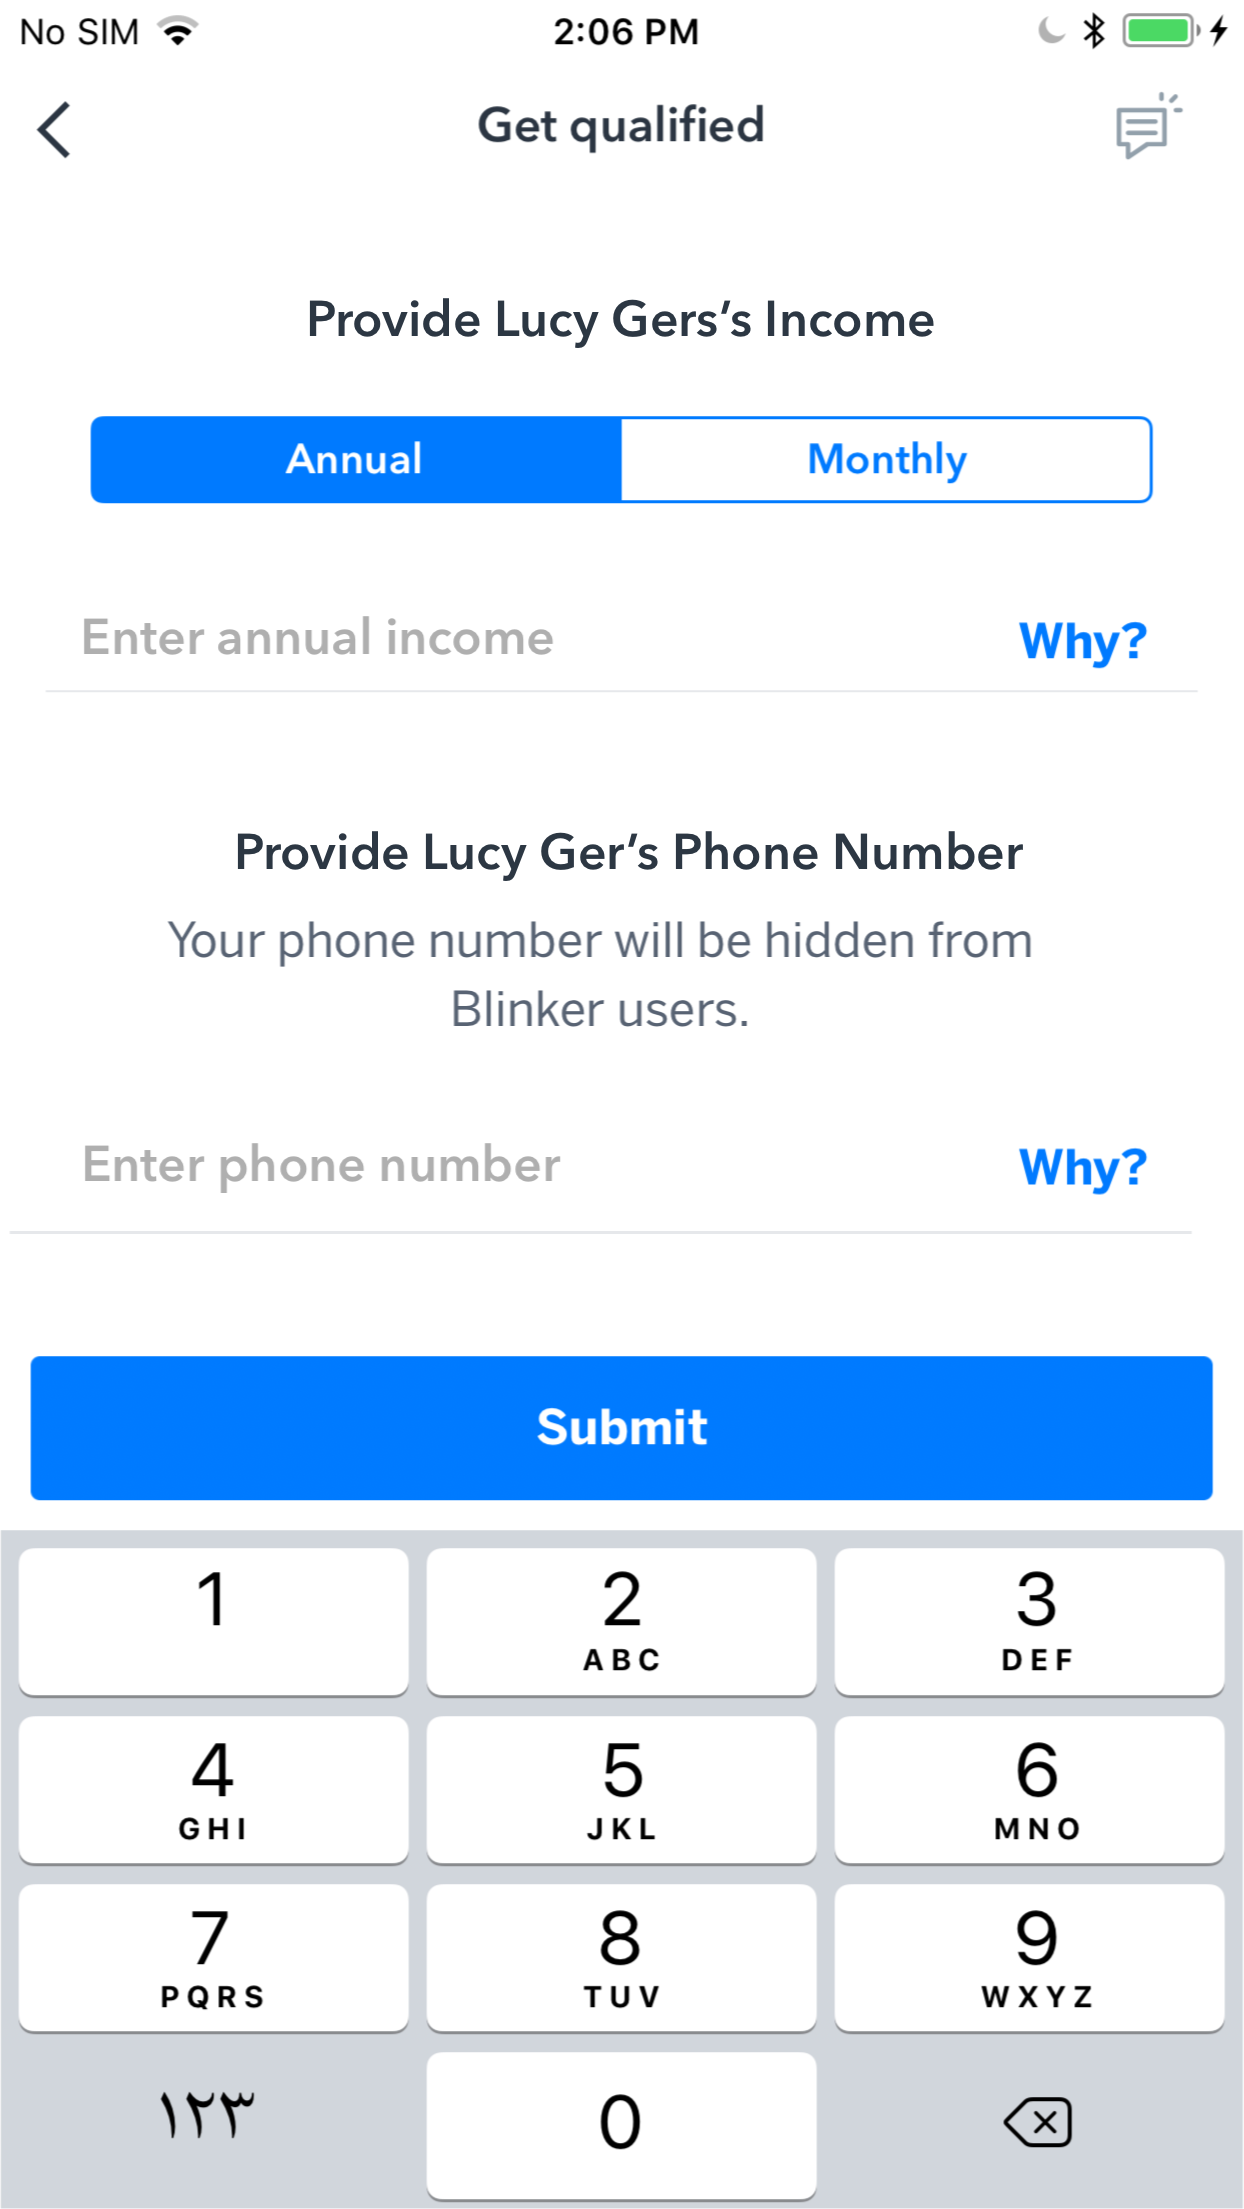 No SIM 2:06 PM
Get qualified
Provide Lucy Gers’s Income
Annual Monthly
Enter annual income Why?
Provide Lucy Ger’s Phone Number
Your phone number will be hidden from
Blinker users.
Enter phone number Why?
Submit
1 2 3
ABC DEF
4 5 6
GHI JKL MNO
7 8 9
PQRS TUV WXYZ
١٢٣ 0